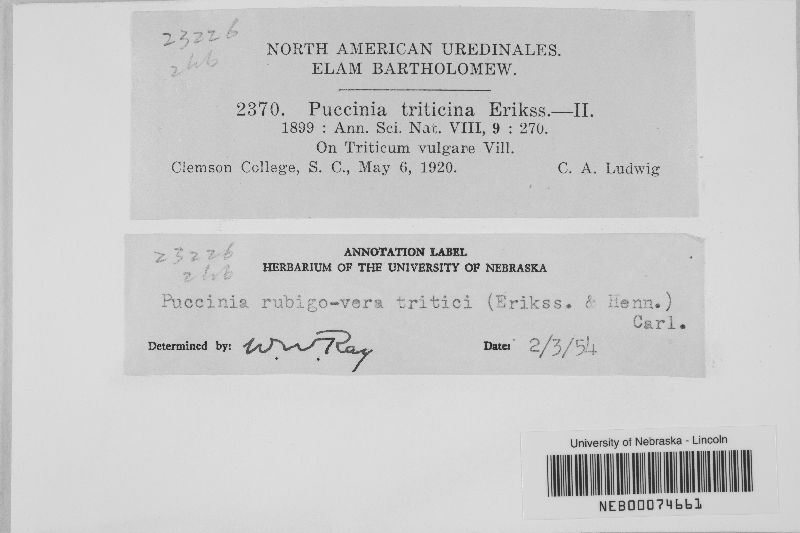 23226
NORTH AMERICAN UREDINALES.
ELAM BARTHOLOMEW.
2370. Puccinia triticina Erikss.—II.
1899 : Ann. Sci. Nat. VIII, 9 : 270.
On Triticum vulgare Vill.
Clemson College, S. C., May 6, 1920. C. A. Ludwig
23226
ANNOTATION LABEL
HERBARIUM OF THE UNIVERSITY OF NEBRASKA
Puccinia rubigo-vera tritici (Erikss. & Henn.)
Carl.
Determined by: W. W. Ray Date: 2/3/54
University of Nebraska - Lincoln
NEB00074661